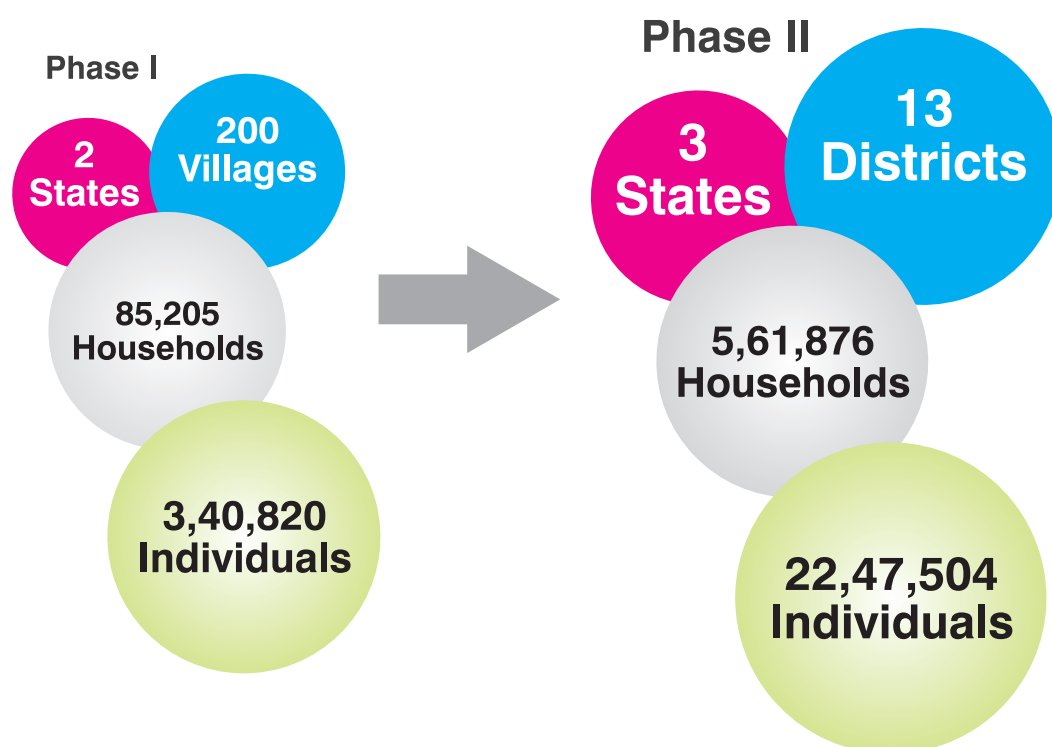 Phase I
2
States
200
Villages
85,205
Households
3,40,820
Individuals
Phase II
3
States
13
Districts
5,61,876
Households
22,47,504
Individuals